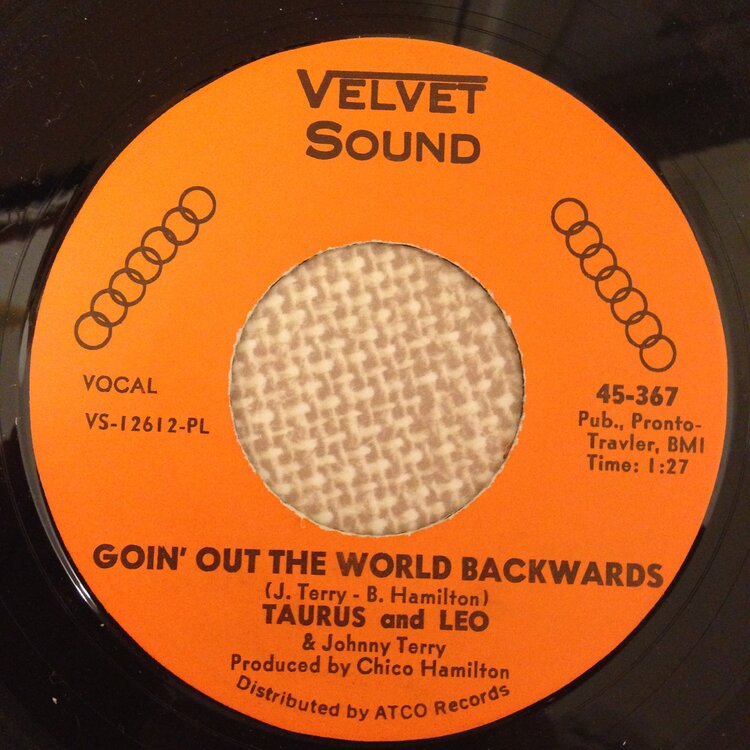 VELVET
SOUND
VOCAL
VS-12612-PL
45-367
Pub., Pronto-
Travler, BMI
Time: 1:27
GOIN' OUT THE WORLD BACKWARDS
(J. Terry - B. Hamilton)
TAURUS and LEO
& Johnny Terry
Produced by Chico Hamilton
Distributed by ATCO Records